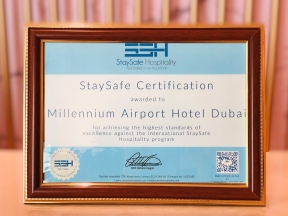 SSH
StaySafe Hospitality
StaySafe Certification
awarded to
Millennium Airport Hotel Dubai
for achieving the highest standards of
excellence against the International StaySafe
Hospitality program
SSH